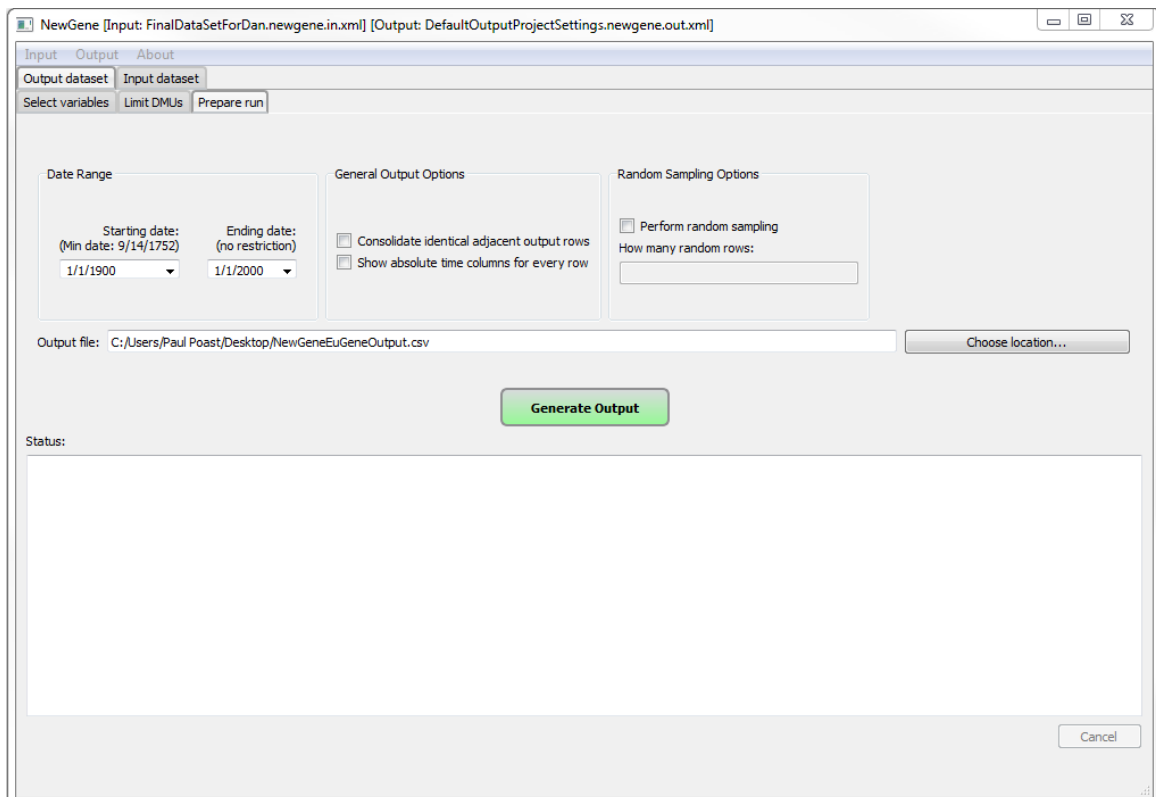 NewGene [Input: FinalDataSetForDan.newgene.in.xml] [Output: DefaultOutputProjectSettings.newgene.out.xml]
Input Output About
Output dataset Input dataset
Select variables Limit DMUs Prepare run
Date Range
Starting date:
(Min date: 9/14/1752)
1/1/1900
Ending date:
(no restriction)
1/1/2000
General Output Options
Consolidate identical adjacent output rows
Show absolute time columns for every row
Random Sampling Options
Perform random sampling
How many random rows:
Output file: C:/Users/Paul Poast/Desktop/NewGeneEuGeneOutput.csv Choose location...
Generate Output
Status:
Cancel